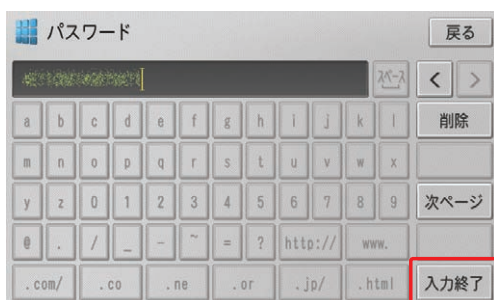 パスワード 戻る
スペース < >
a b c d e f g h i j k l 削除
m n o p q r s t u v w x
y z 0 1 2 3 4 5 6 7 8 9 次ページ
@ . / _ - ~ = ? http:// www.
.com/ .co .ne .or .jp/ .html 入力終了